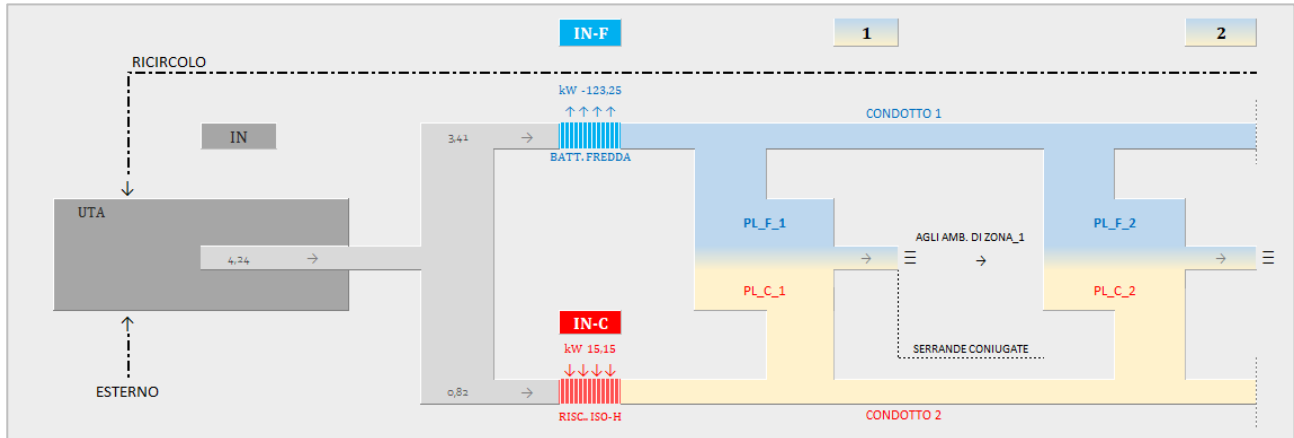 IN-F
1
2
RICIRCOLO
kW -123,25
CONDOTTO 1
IN
3,41
BATT. FREDDA
UTA
PL_F_1
PL_F_2
AGLI AMB. DI ZONA_1
4,24
PL_C_1
PL_C_2
IN-C
kW 15,15
SERRANDE CONIUGATE
ESTERNO
0,82
RISC.. ISO-H
CONDOTTO 2